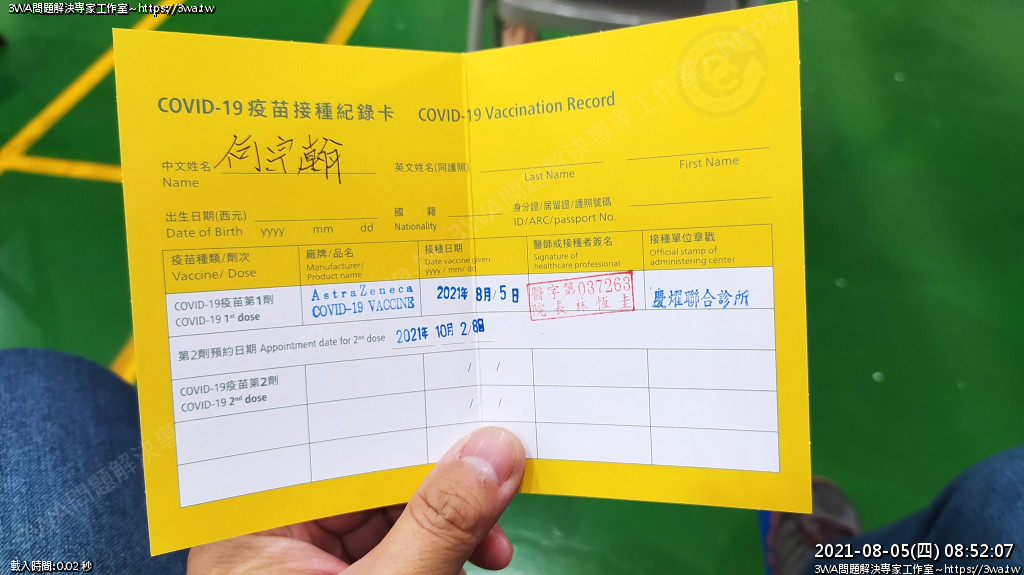 3WA問題解決專家工作室~https://3wa.tw
COVID-19 疫苗接種紀錄卡 COVID-19 Vaccination Record
中文姓名 宗瀚 英文姓名(同護照)
Name Last Name First Name
出生日期(西元) 國 籍 身分證/居留證/護照號碼
Date of Birth yyyy mm dd Nationality ID/ARC/passport No.
疫苗種類/劑次 廠牌/品名 接種日期 醫師或接種者簽名 接種單位章戳
Vaccine/ Dose Manufacturer/ Date vaccine given Signature of Official stamp of
Product name yyyy / mm/ dd healthcare professional administering center
COVID-19疫苗第1劑 AstraZeneca 2021年 8月/ 5日 醫字第037263 慶燿聯合診所
COVID-19 1st dose COVID-19 VACCINE 院長林恆圭
第2劑預約日期 Appointment date for 2nd dose 2021年 10月 2/8日
COVID-19疫苗第2劑 / /
COVID-19 2nd dose / /
載入時間: 0.02 秒
2021-08-05(四) 08:52:07
3WA問題解決專家工作室~https://3wa.tw